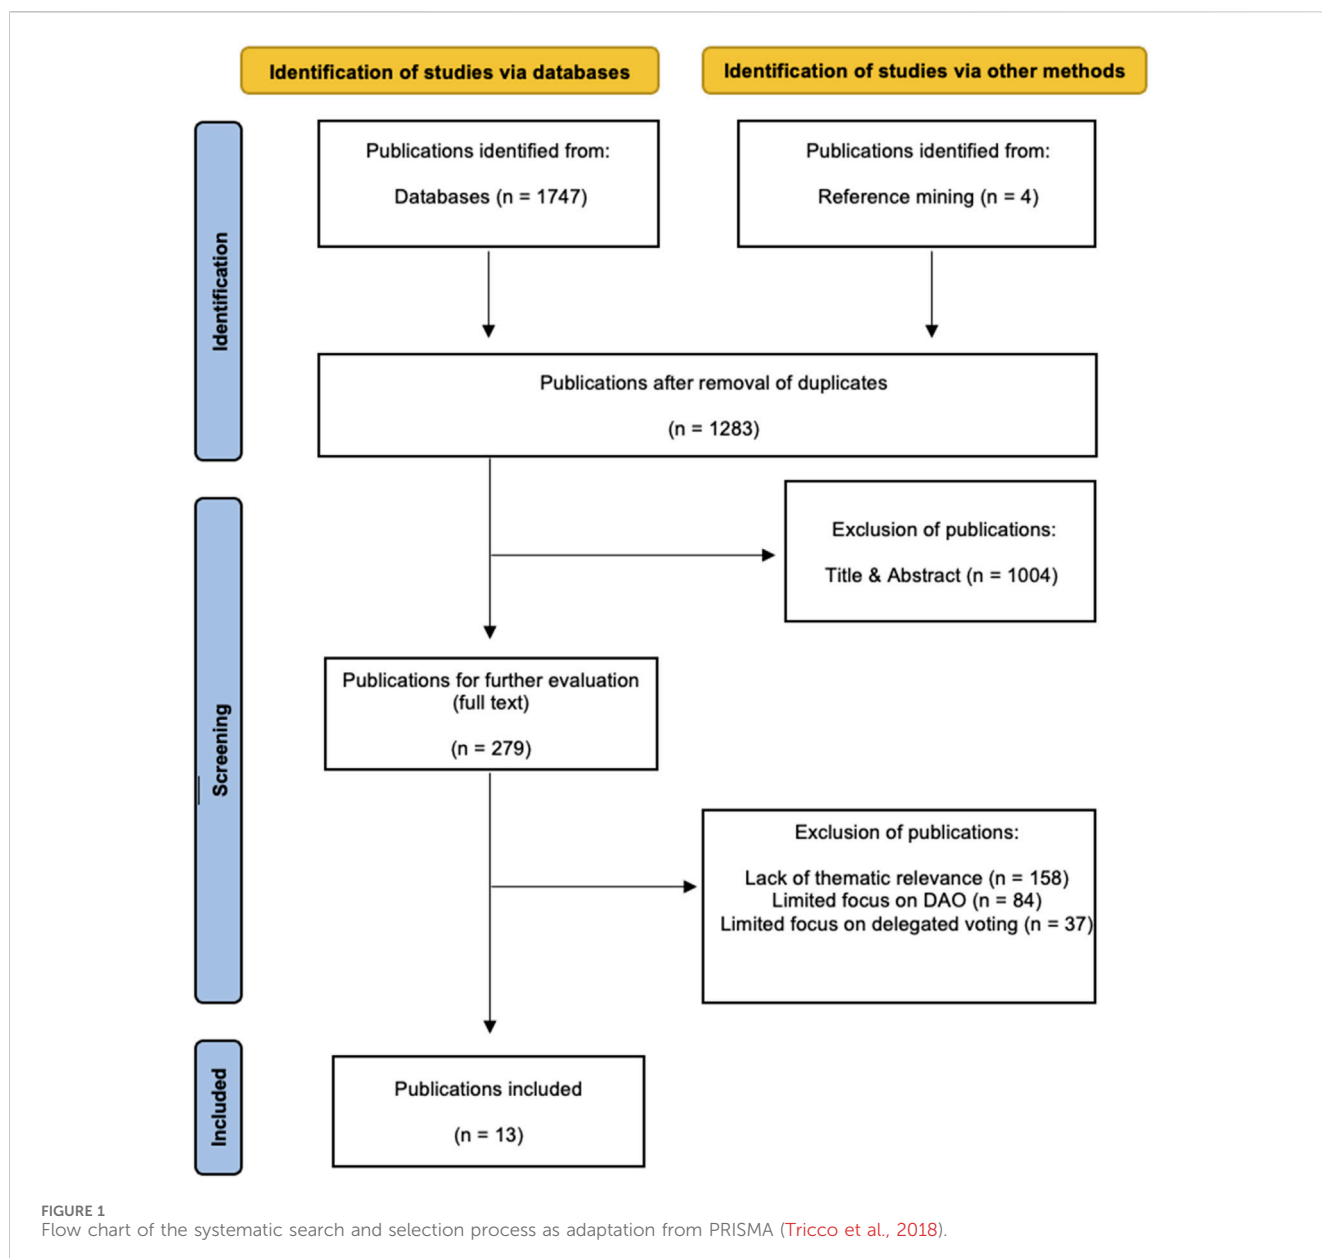 Identification of studies via databases
Identification of studies via other methods
Identification
Publications identified from:
Databases (n = 1747)
Publications identified from:
Reference mining (n = 4)
Publications after removal of duplicates
(n = 1283)
Screening
Exclusion of publications:
Title & Abstract (n = 1004)
Publications for further evaluation
(full text)
(n = 279)
Exclusion of publications:
Lack of thematic relevance (n = 158)
Limited focus on DAO (n = 84)
Limited focus on delegated voting (n = 37)
Included
Publications included
(n = 13)
FIGURE 1
Flow chart of the systematic search and selection process as adaptation from PRISMA (Tricco et al., 2018).